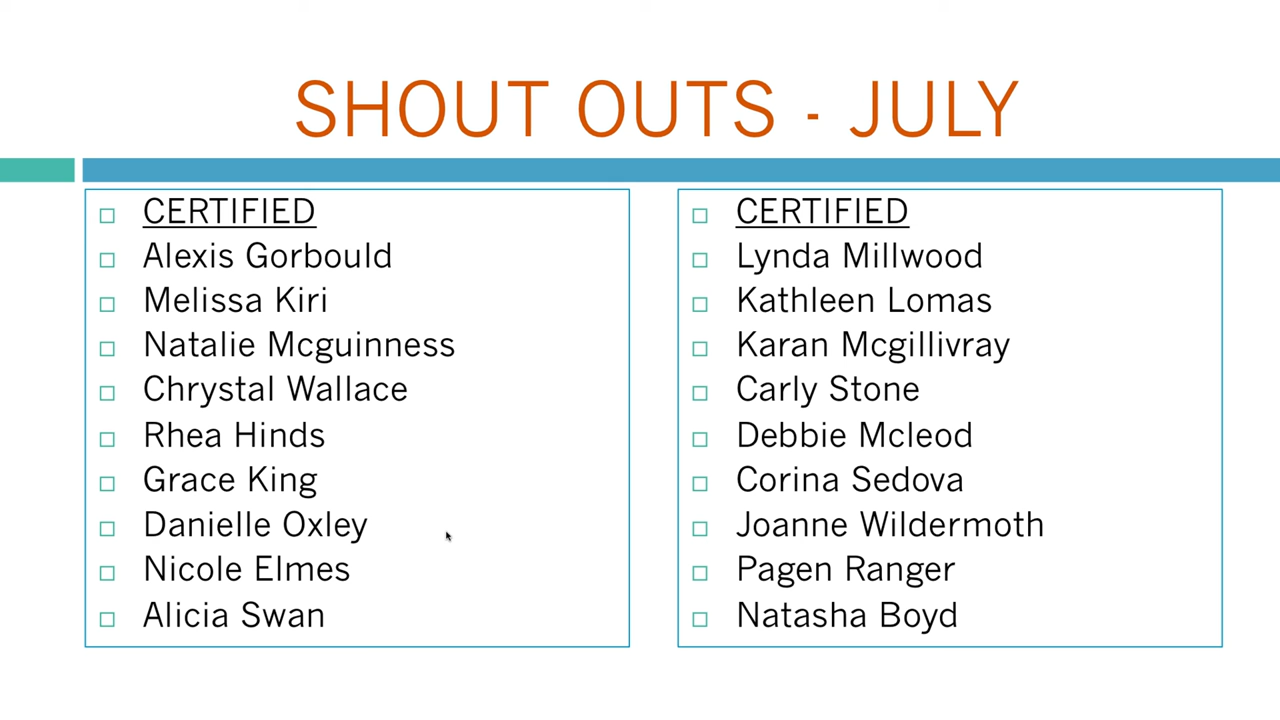 SHOUT OUTS - JULY
CERTIFIED
Alexis Gorbould
Melissa Kiri
Natalie Mcguinness
Chrystal Wallace
Rhea Hinds
Grace King
Danielle Oxley
Nicole Elmes
Alicia Swan
CERTIFIED
Lynda Millwood
Kathleen Lomas
Karan Mcgillivray
Carly Stone
Debbie Mcleod
Corina Sedova
Joanne Wildermoth
Pagen Ranger
Natasha Boyd